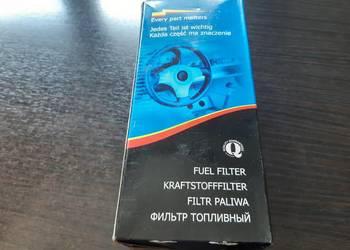 Every part matters
Jedes Teil ist wichtig
Każda część ma znaczenie
Q
FUEL FILTER
KRAFTSTOFFFILTER
FILTR PALIWA
ФИЛЬТР ТОПЛИВНЫЙ